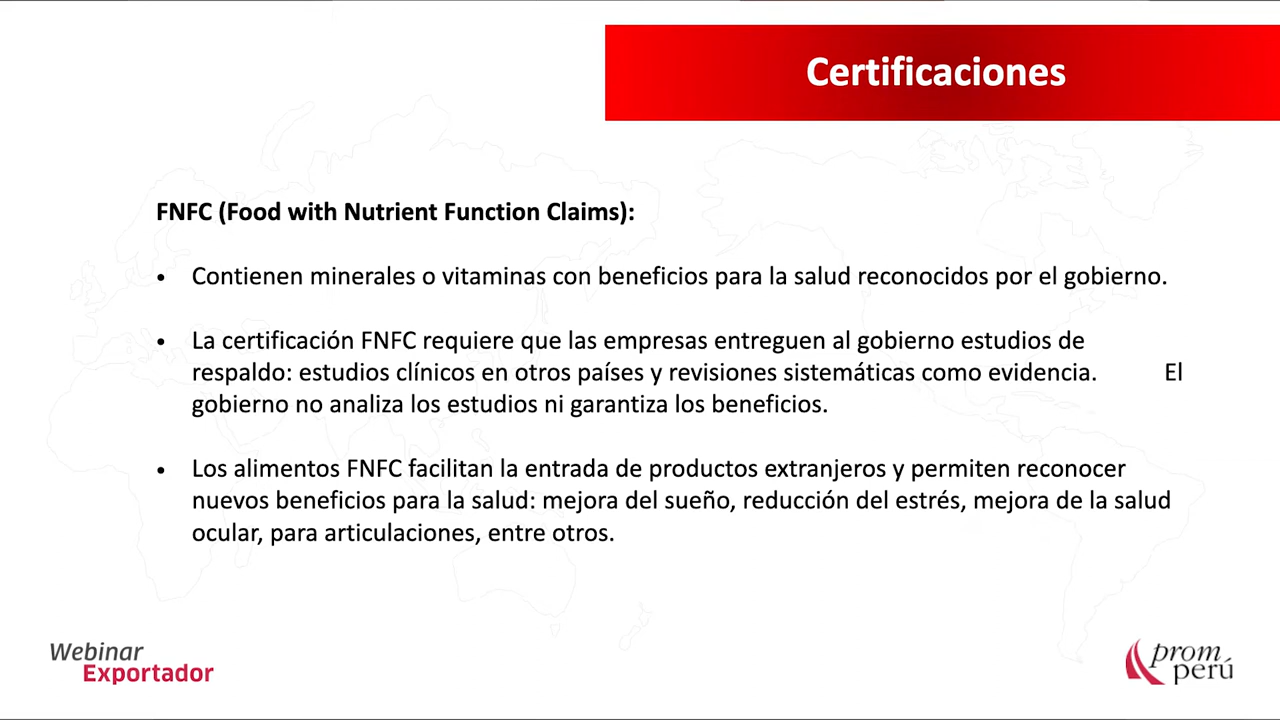 Certificaciones
FNFC (Food with Nutrient Function Claims):
• Contienen minerales o vitaminas con beneficios para la salud reconocidos por el gobierno.
• La certificación FNFC requiere que las empresas entreguen al gobierno estudios de
respaldo: estudios clínicos en otros países y revisiones sistemáticas como evidencia. El
gobierno no analiza los estudios ni garantiza los beneficios.
• Los alimentos FNFC facilitan la entrada de productos extranjeros y permiten reconocer
nuevos beneficios para la salud: mejora del sueño, reducción del estrés, mejora de la salud
ocular, para articulaciones, entre otros.
Webinar
Exportador
prom
perú